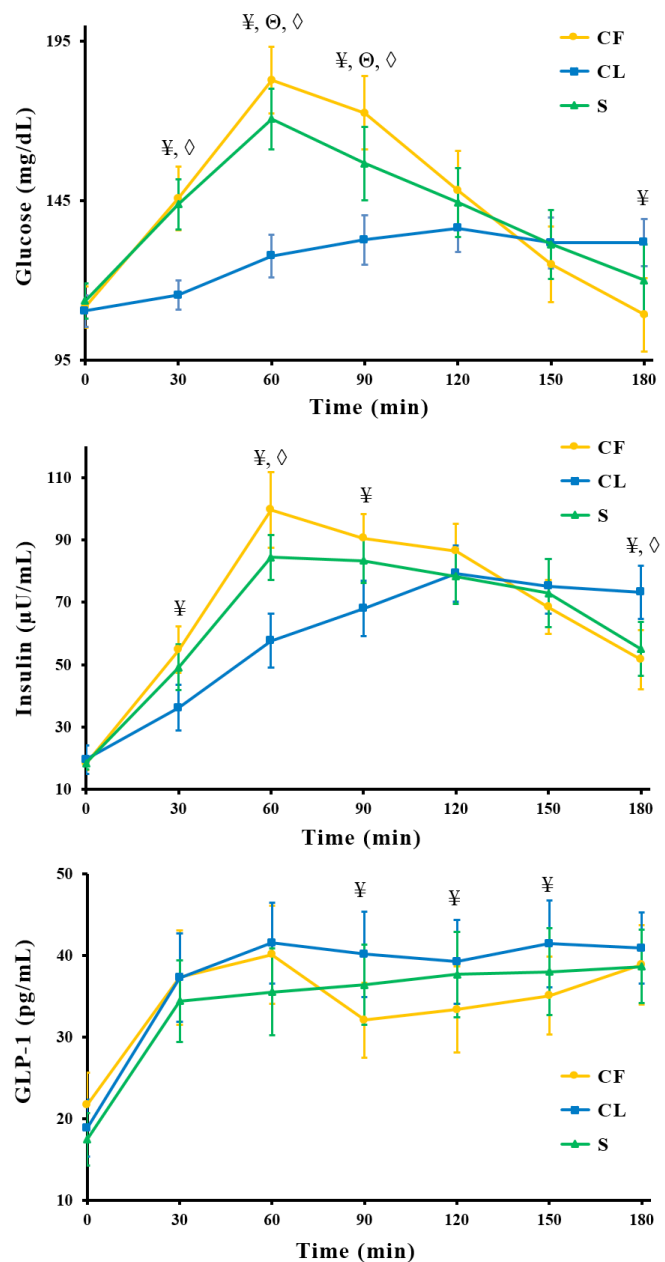 ¥, Θ, ◊
195
CF
¥, Θ, ◊
CL
S
¥, ◊
145
¥
Glucose (mg/dL)
95
0 30 60 90 120 150 180
Time (min)
CF
¥, ◊
110
¥
CL
S
90
¥, ◊
70
¥
50
Insulin (µU/mL)
30
10
0 30 60 90 120 150 180
Time (min)
50
¥ ¥ ¥
40
30
GLP-1 (pg/mL)
CF
20
CL
S
10
0 30 60 90 120 150 180
Time (min)